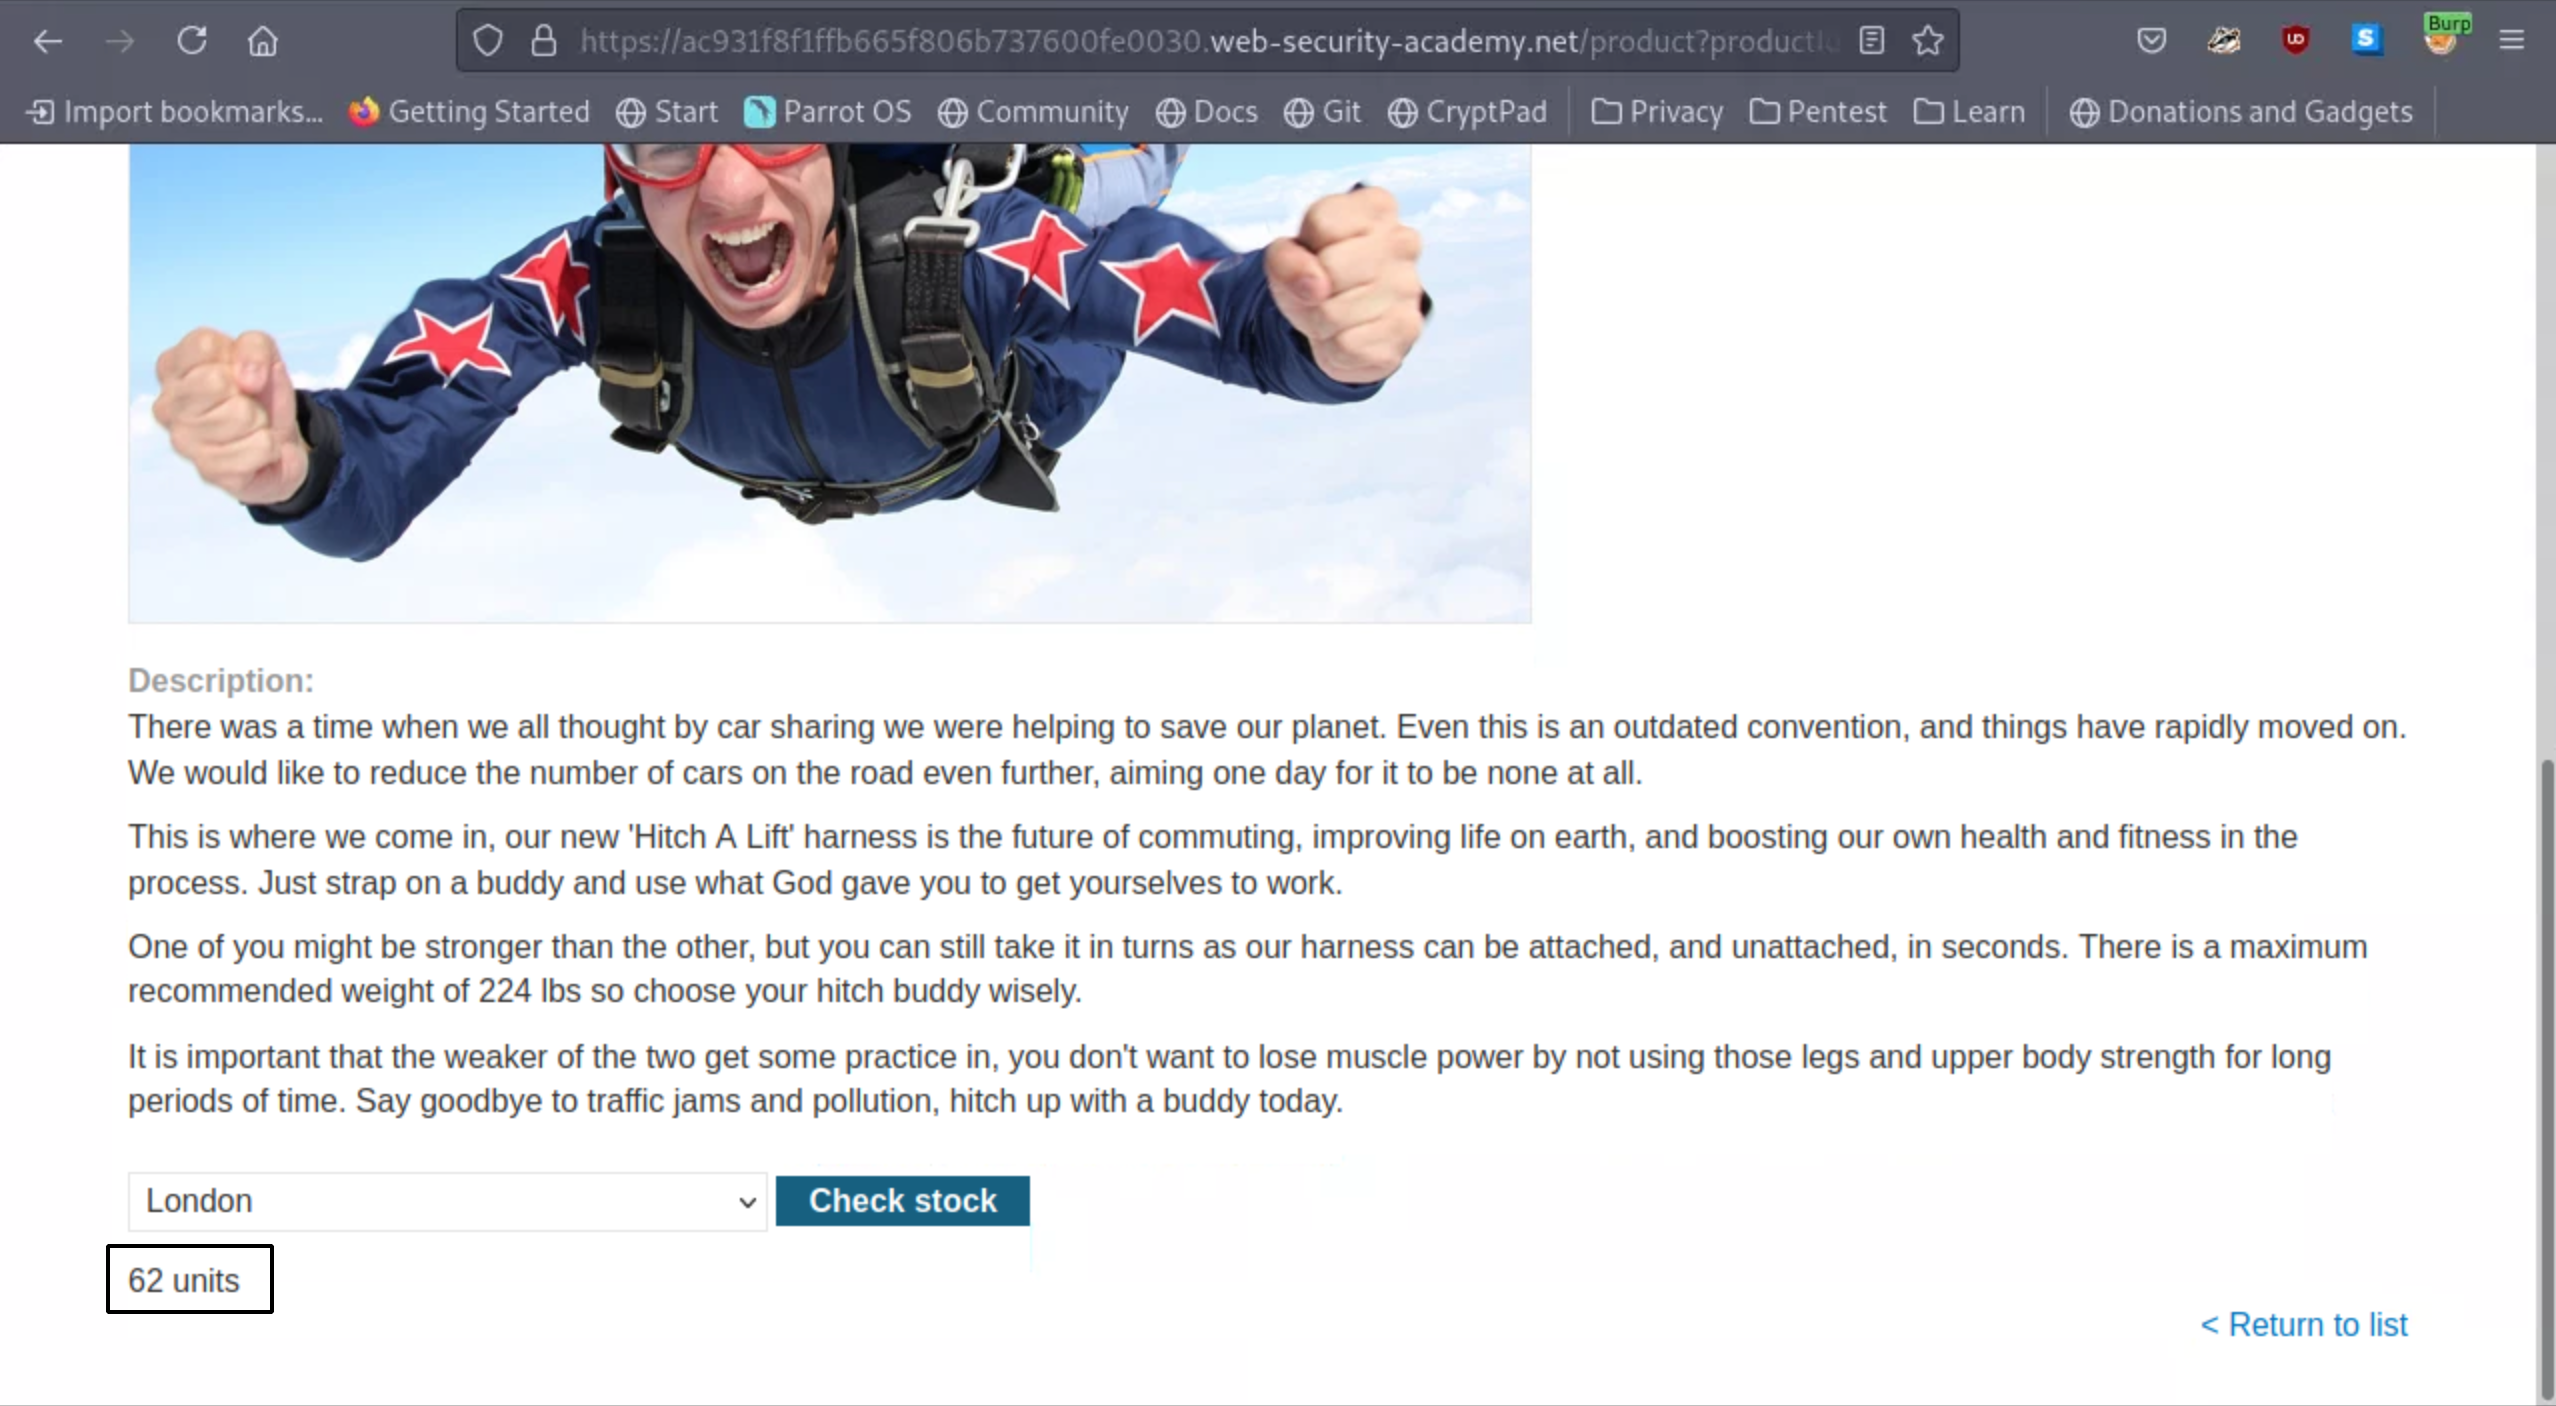 https://ac931f8f1ffb665f806b737600fe0030.web-security-academy.net/product?productId
Burp
Import bookmarks... Getting Started Start Parrot OS Community Docs Git CryptPad Privacy Pentest Learn Donations and Gadgets
Description:
There was a time when we all thought by car sharing we were helping to save our planet. Even this is an outdated convention, and things have rapidly moved on.
We would like to reduce the number of cars on the road even further, aiming one day for it to be none at all.
This is where we come in, our new 'Hitch A Lift' harness is the future of commuting, improving life on earth, and boosting our own health and fitness in the
process. Just strap on a buddy and use what God gave you to get yourselves to work.
One of you might be stronger than the other, but you can still take it in turns as our harness can be attached, and unattached, in seconds. There is a maximum
recommended weight of 224 lbs so choose your hitch buddy wisely.
It is important that the weaker of the two get some practice in, you don't want to lose muscle power by not using those legs and upper body strength for long
periods of time. Say goodbye to traffic jams and pollution, hitch up with a buddy today.
London Check stock
62 units
< Return to list